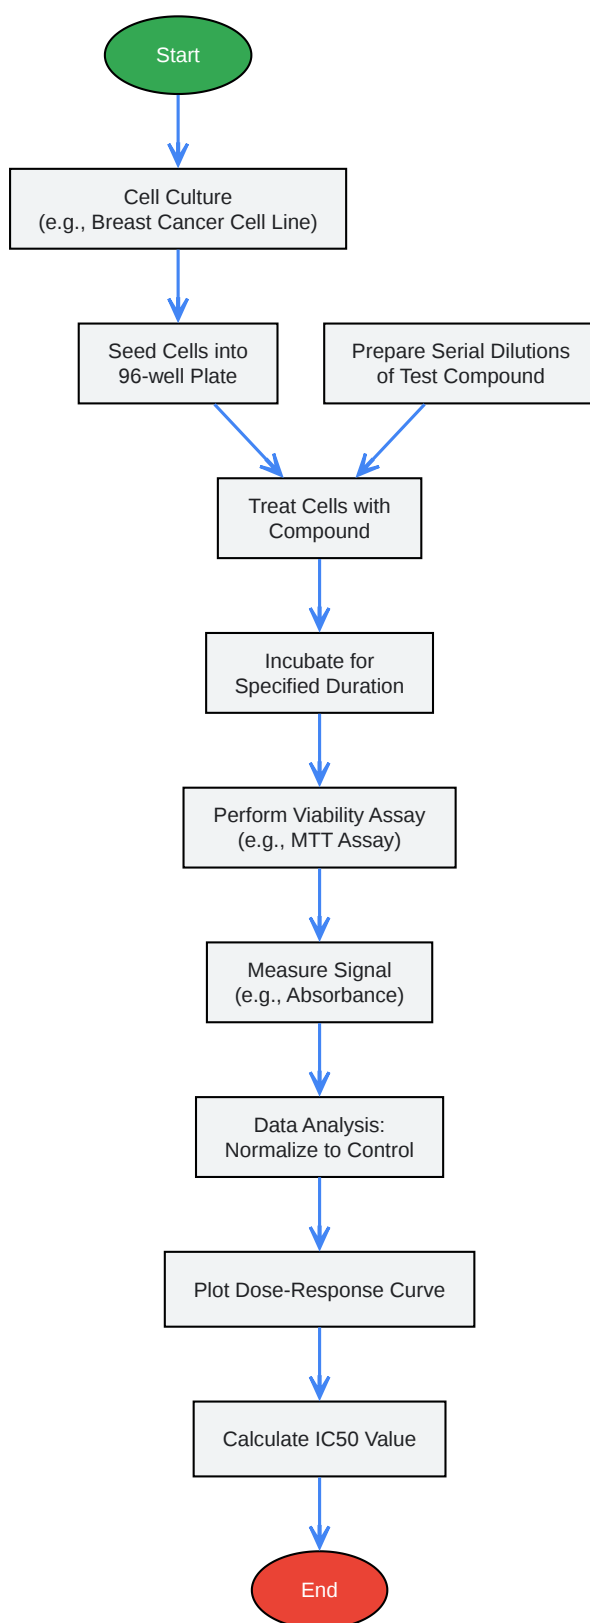 Start
Cell Culture
(e.g., Breast Cancer Cell Line)
Seed Cells into
96-well Plate
Prepare Serial Dilutions
of Test Compound
Treat Cells with
Compound
Incubate for
Specified Duration
Perform Viability Assay
(e.g., MTT Assay)
Measure Signal
(e.g., Absorbance)
Data Analysis:
Normalize to Control
Plot Dose-Response Curve
Calculate IC50 Value
End